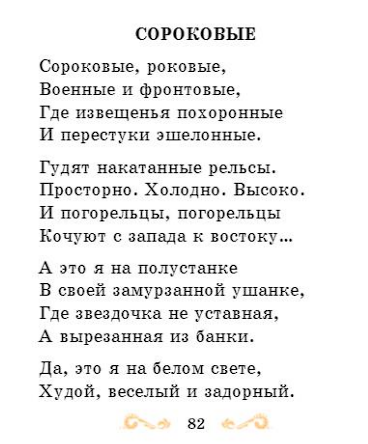 СОРОКОВЫЕ
Сороковые, роковые,
Военные и фронтовые,
Где извещенья похоронные
И перестуки эшелонные.
Гудят накатанные рельсы.
Просторно. Холодно. Высоко.
И погорельцы, погорельцы
Кочуют с запада к востоку...
А это я на полустанке
В своей замурзанной ушанке,
Где звездочка не уставная,
А вырезанная из банки.
Да, это я на белом свете,
Худой, веселый и задорный.
82